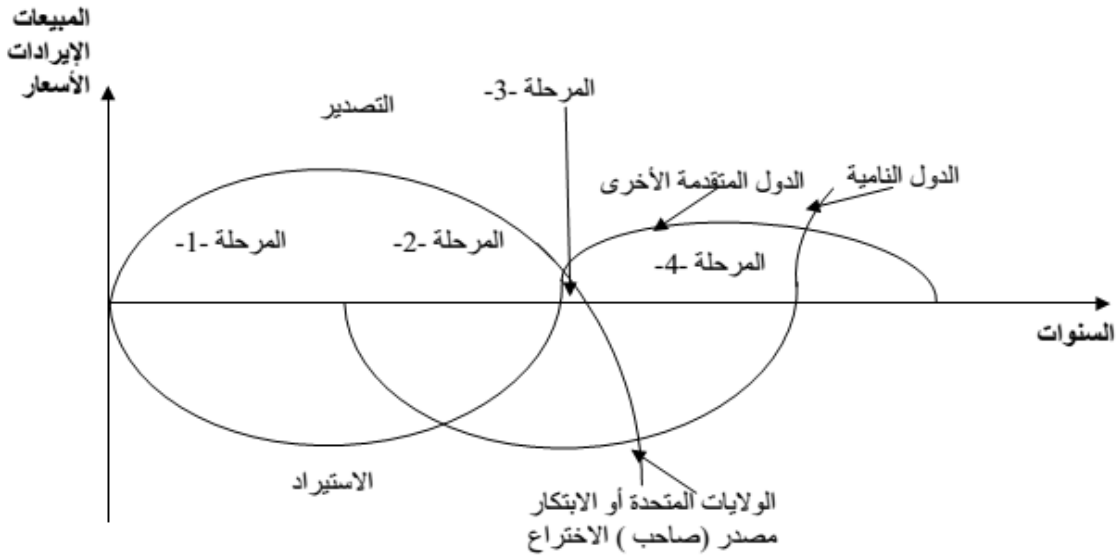 المبيعات
الإيرادات
الأسعار
التصدير
المرحلة -3-
الدول المتقدمة الأخرى
الدول النامية
المرحلة -1-
المرحلة -2-
المرحلة -4-
السنوات
الاستيراد
الولايات المتحدة أو الابتكار
مصدر (صاحب ) الاختراع